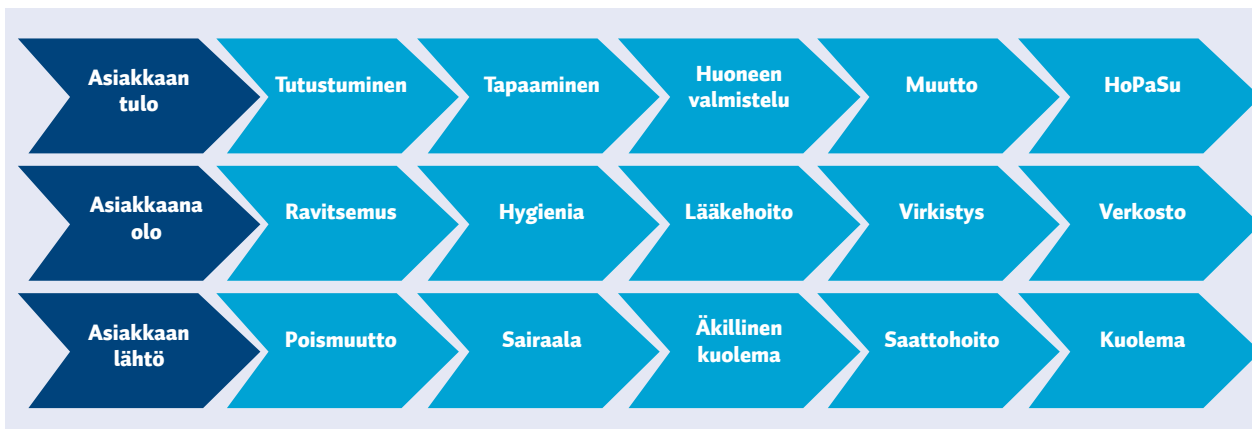 Asiakkaan
tulo
Tutustuminen
Tapaaminen
Huoneen
valmistelu
Muutto
HoPaSu
Asiakkaana
olo
Ravitsemus
Hygienia
Lääkehoito
Virkistys
Verkosto
Asiakkaan
lähtö
Poismuutto
Sairaala
Äkillinen
kuolema
Saattohoito
Kuolema